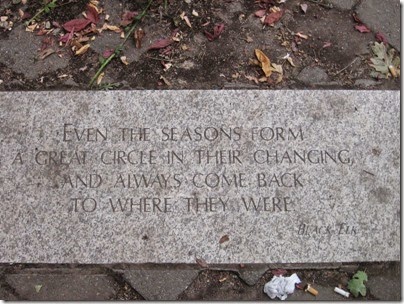 EVEN THE SEASONS FORM
A GREAT CIRCLE IN THEIR CHANGING,
AND ALWAYS COME BACK
TO WHERE THEY WERE
BLACK ELK